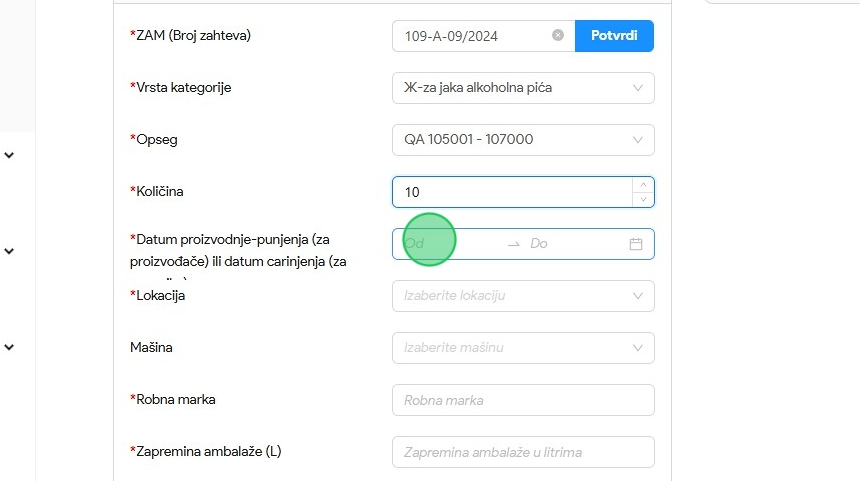 *ZAM (Broj zahteva)
109-A-09/2024
Potvrdi
*Vrsta kategorije
Ж-za jaka alkoholna pića
*Opseg
QA 105001 - 107000
*Količina
10
*Datum proizvodnje-punjenja (za
proizvođače) ili datum carinjenja (za
Od
Do
*Lokacija
Izaberite lokaciju
Mašina
Izaberite mašinu
*Robna marka
Robna marka
*Zapremina ambalaže (L)
Zapremina ambalaže u litrima